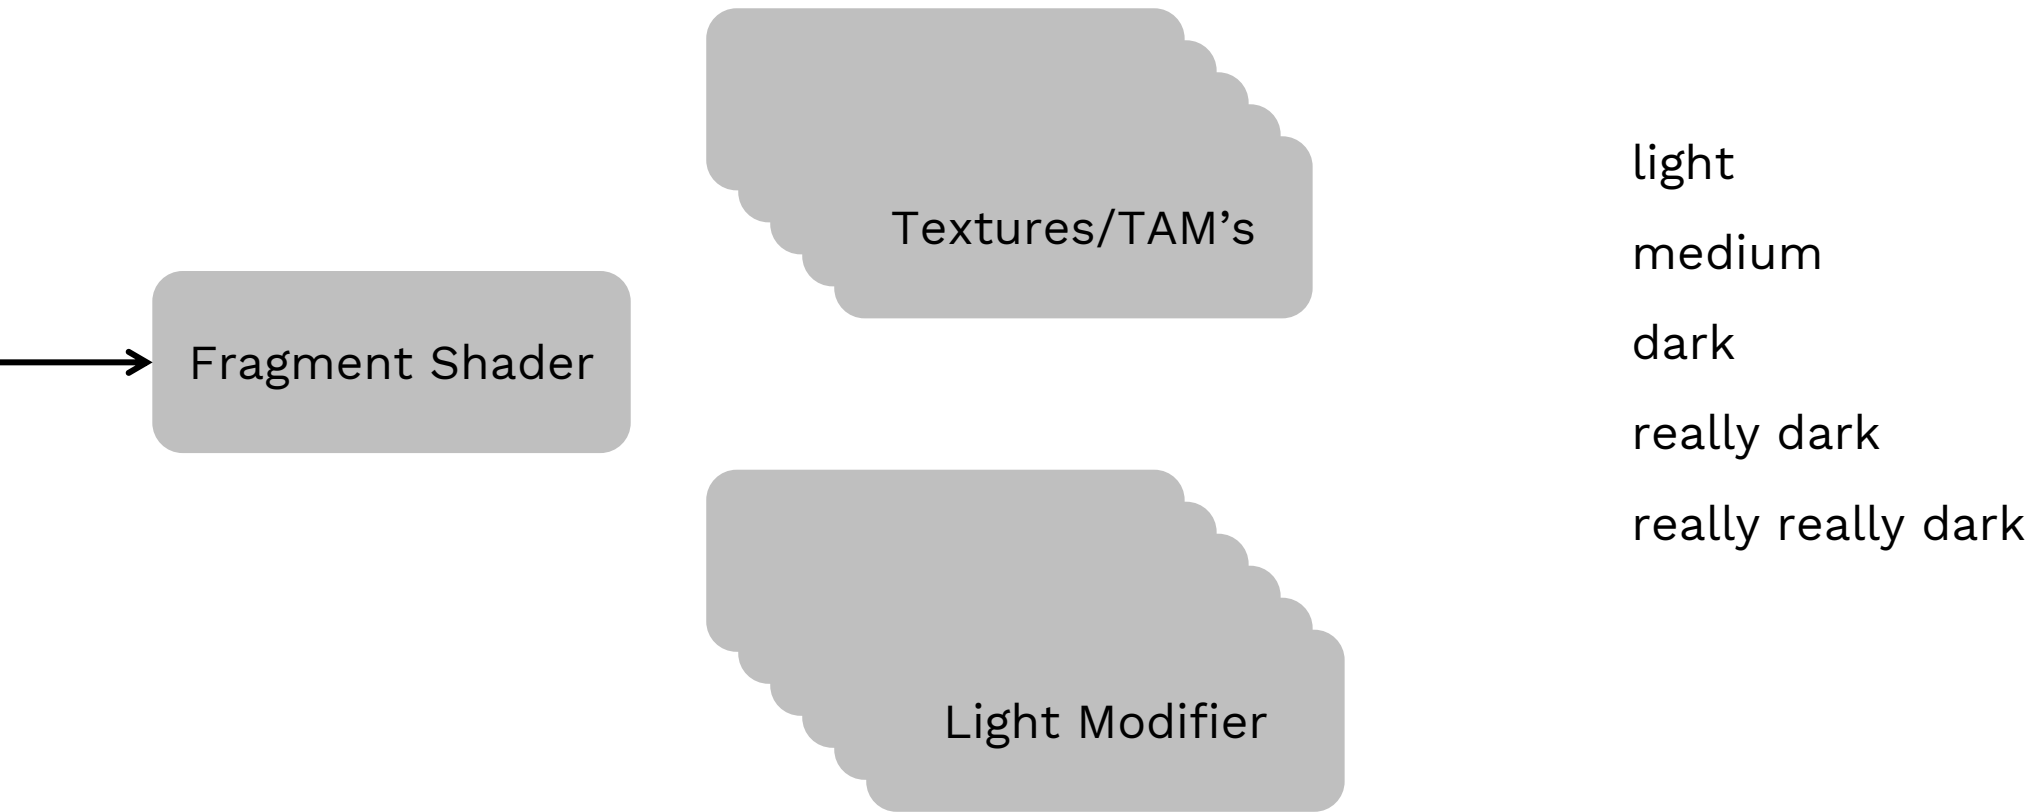 Fragment Shader
Textures/TAM’s
Light Modifier
light
medium
dark
really dark
really really dark